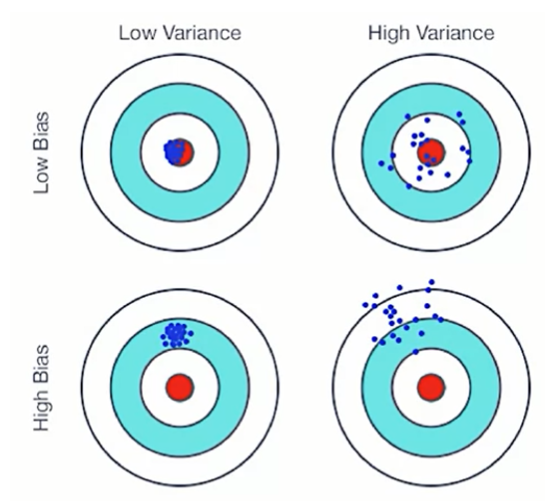 Low Variance
High Variance
Low Bias
High Bias